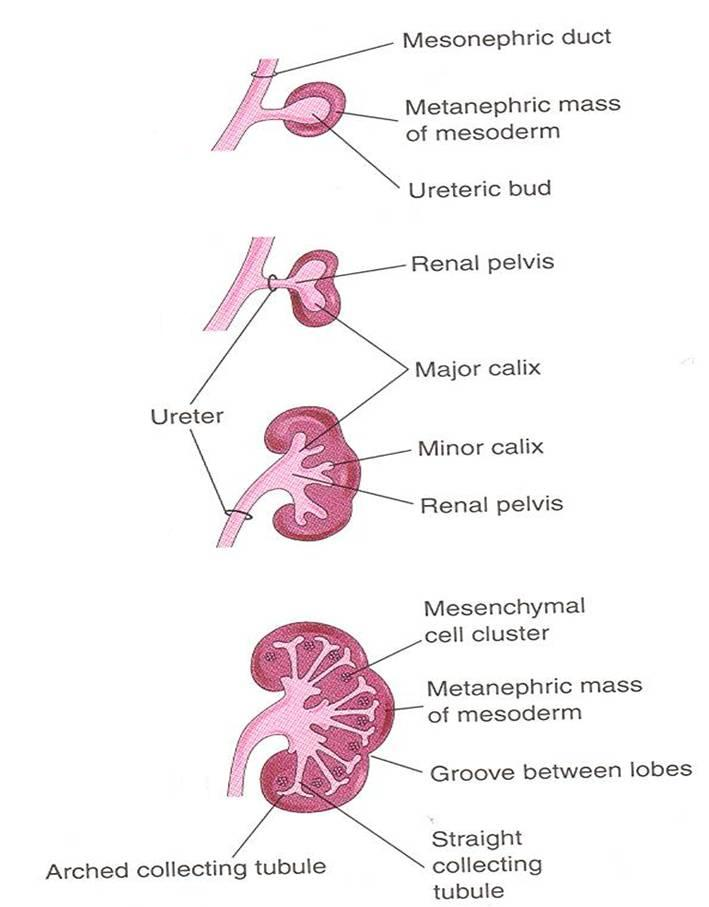 Mesonephric duct
Metanephric mass
of mesoderm
Ureteric bud
Renal pelvis
Major calix
Ureter
Minor calix
Renal pelvis
Mesenchymal
cell cluster
Metanephric mass
of mesoderm
Groove between lobes
Straight
collecting
tubule
Arched collecting tubule